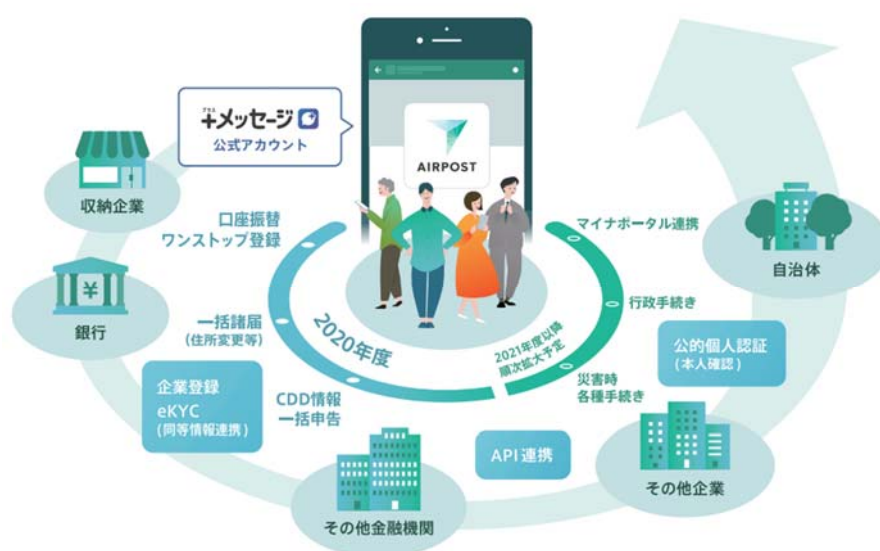 プラス
+メッセージ
公式アカウント
AIRPOST
収納企業
銀行
口座振替
ワンストップ登録
一括諸届
(住所変更等)
CDD情報
一括申告
2020年度
2021年度以降
順次拡大予定
マイナポータル連携
行政手続き
災害時
各種手続き
企業登録
eKYC
(同等情報連携)
API連携
公的個人認証
(本人確認)
自治体
その他企業
その他金融機関